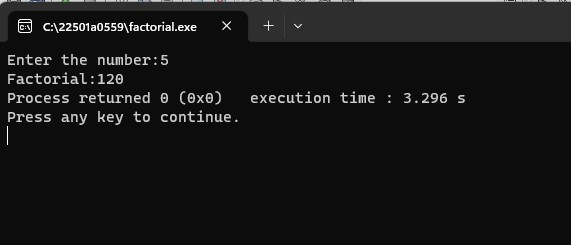 C:\22501a0559\factorial.exe
Enter the number:5
Factorial:120
Process returned 0 (0x0)   execution time : 3.296 s
Press any key to continue.